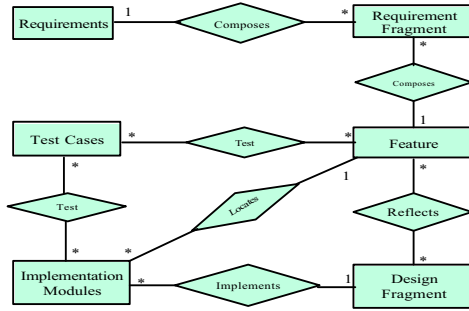 Requirements
1
Composes
*
Requirement
Fragment
*
Composes
1
Test Cases
*
Test
*
Feature
*
Test
*
1
Locates
*
*
Reflects
*
Implementation
Modules
*
Implements
1
Design
Fragment